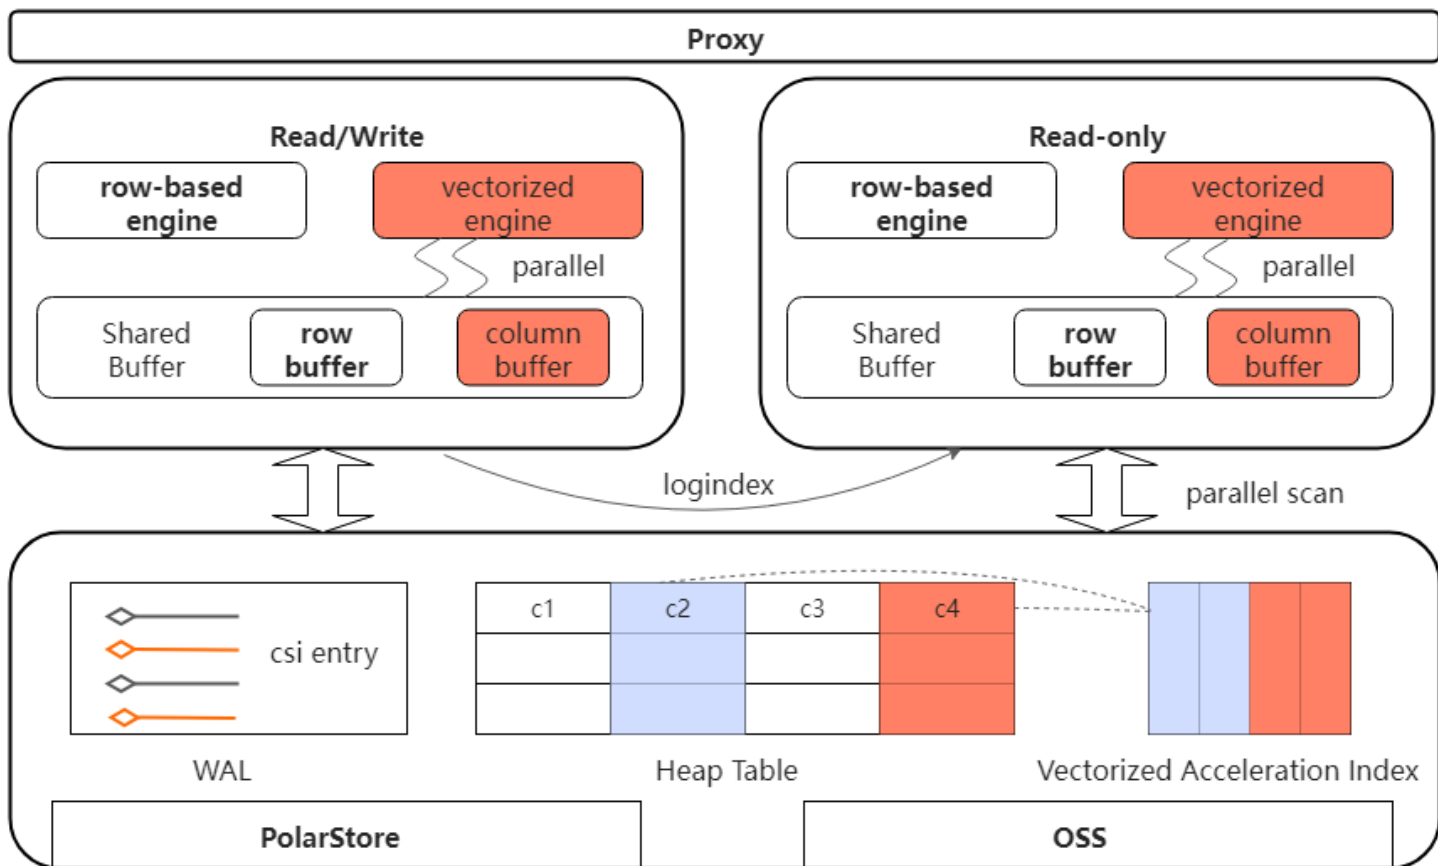 Proxy
Read/Write
row-based
engine
vectorized
engine
parallel
Shared
Buffer
row
buffer
column
buffer
Read-only
row-based
engine
vectorized
engine
parallel
Shared
Buffer
row
buffer
column
buffer
logindex
parallel scan
csi entry
WAL
c1
c2
c3
c4
Heap Table
Vectorized Acceleration Index
PolarStore
OSS